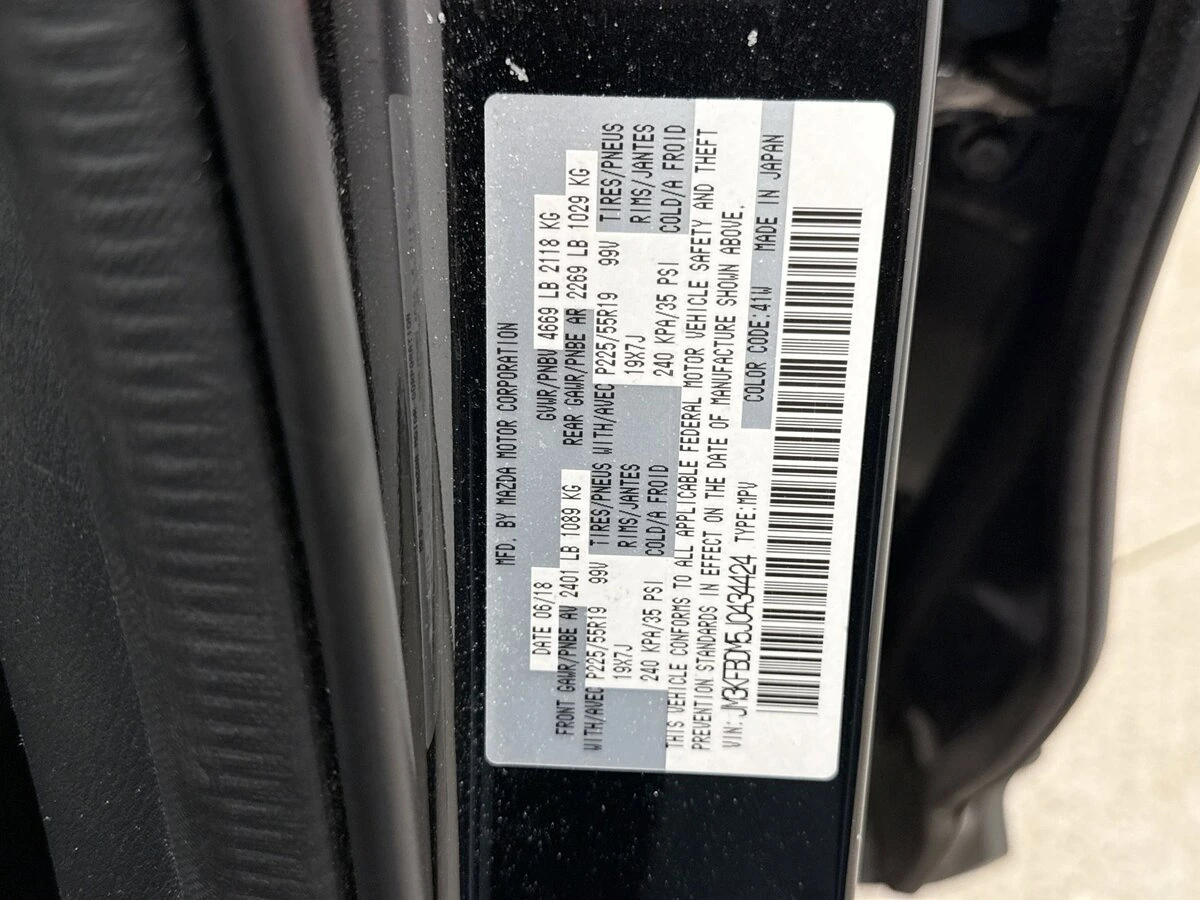 MFD. BY MAZDA MOTOR CORPORATION
DATE 06/18 GVWR/PNBV 4669 LB 2118 KG
FRONT GAWR/PNBE AV 2401 LB 1089 KG REAR GAWR/PNBE AR 2269 LB 1029 KG
WITH/AVEC P225/55R19 99V TIRES/PNEUS WITH/AVEC P225/55R19 99V TIRES/PNEUS
19X7J RIMS/JANTES 19X7J RIMS/JANTES
240 KPA/35 PSI COLD/A FROID 240 KPA/35 PSI COLD/A FROID
THIS VEHICLE CONFORMS TO ALL APPLICABLE FEDERAL MOTOR VEHICLE SAFETY AND THEFT
PREVENTION STANDARDS IN EFFECT ON THE DATE OF MANUFACTURE SHOWN ABOVE.
VIN: JM3KFBDM5J0434424 TYPE:MPV COLOR CODE:41W MADE IN JAPAN